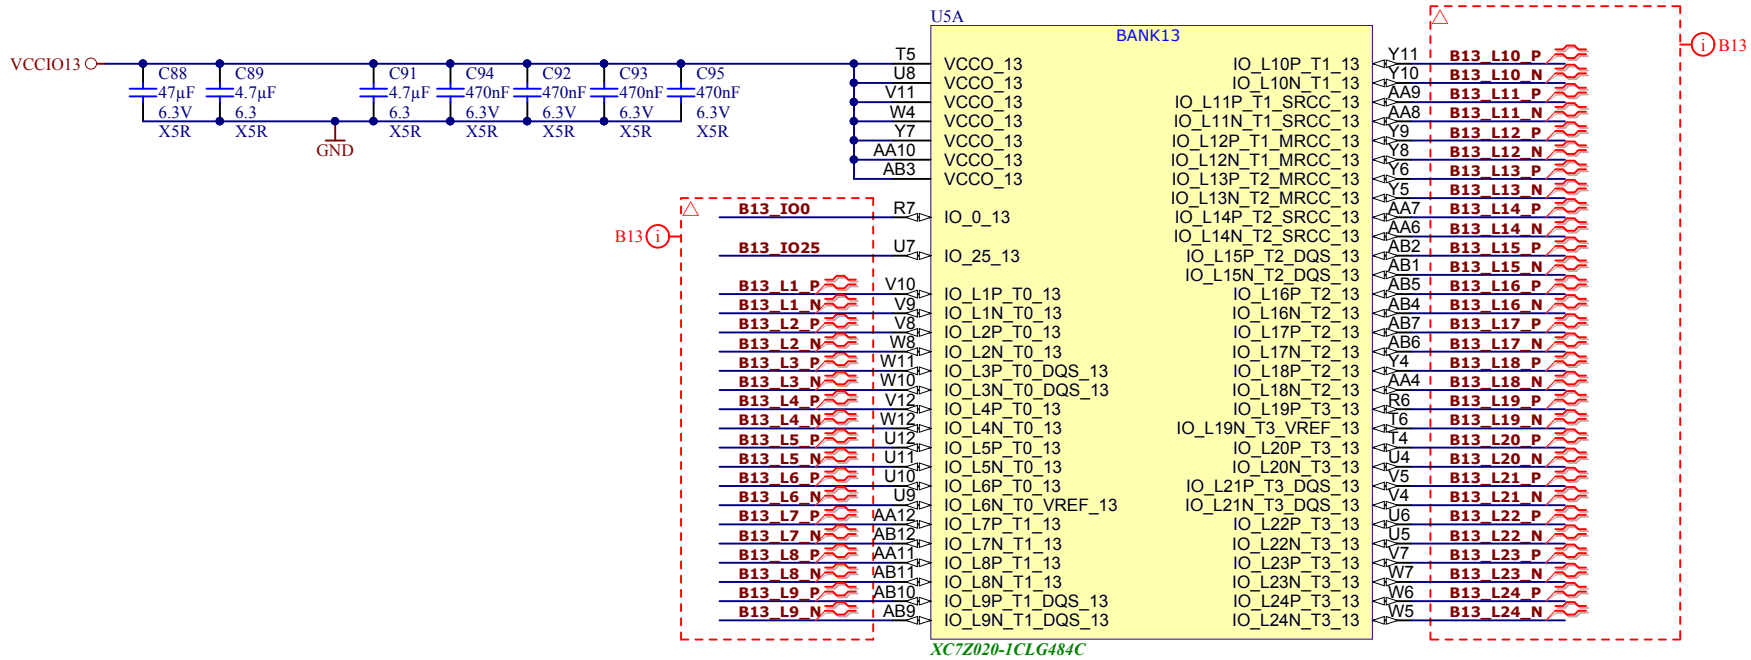 U5A
BANK13
VCCIO13
C88
47µF
6.3V
X5R
C89
4.7µF
6.3
X5R
C91
4.7µF
6.3
X5R
C94
470nF
6.3V
X5R
C92
470nF
6.3V
X5R
C93
470nF
6.3V
X5R
C95
470nF
6.3V
X5R
GND
T5 VCCO_13
U8 VCCO_13
V11 VCCO_13
W4 VCCO_13
Y7 VCCO_13
AA10 VCCO_13
AB3 VCCO_13
B13 i
B13_IO0 R7 IO_0_13
B13_IO25 U7 IO_25_13
B13_L1_P V10 IO_L1P_T0_13
B13_L1_N V9 IO_L1N_T0_13
B13_L2_P V8 IO_L2P_T0_13
B13_L2_N W8 IO_L2N_T0_13
B13_L3_P W11 IO_L3P_T0_DQS_13
B13_L3_N W10 IO_L3N_T0_DQS_13
B13_L4_P V12 IO_L4P_T0_13
B13_L4_N W12 IO_L4N_T0_13
B13_L5_P U12 IO_L5P_T0_13
B13_L5_N U11 IO_L5N_T0_13
B13_L6_P U10 IO_L6P_T0_13
B13_L6_N U9 IO_L6N_T0_VREF_13
B13_L7_P AA12 IO_L7P_T1_13
B13_L7_N AB12 IO_L7N_T1_13
B13_L8_P AA11 IO_L8P_T1_13
B13_L8_N AB11 IO_L8N_T1_13
B13_L9_P AB10 IO_L9P_T1_DQS_13
B13_L9_N AB9 IO_L9N_T1_DQS_13
IO_L10P_T1_13 Y11 B13_L10_P
IO_L10N_T1_13 Y10 B13_L10_N
IO_L11P_T1_SRCC_13 AA9 B13_L11_P
IO_L11N_T1_SRCC_13 AA8 B13_L11_N
IO_L12P_T1_MRCC_13 Y9 B13_L12_P
IO_L12N_T1_MRCC_13 Y8 B13_L12_N
IO_L13P_T2_MRCC_13 Y6 B13_L13_P
IO_L13N_T2_MRCC_13 Y5 B13_L13_N
IO_L14P_T2_SRCC_13 AA7 B13_L14_P
IO_L14N_T2_SRCC_13 AA6 B13_L14_N
IO_L15P_T2_DQS_13 AB2 B13_L15_P
IO_L15N_T2_DQS_13 AB1 B13_L15_N
IO_L16P_T2_13 AB5 B13_L16_P
IO_L16N_T2_13 AB4 B13_L16_N
IO_L17P_T2_13 AB7 B13_L17_P
IO_L17N_T2_13 AB6 B13_L17_N
IO_L18P_T2_13 Y4 B13_L18_P
IO_L18N_T2_13 AA4 B13_L18_N
IO_L19P_T3_13 R6 B13_L19_P
IO_L19N_T3_VREF_13 T6 B13_L19_N
IO_L20P_T3_13 T4 B13_L20_P
IO_L20N_T3_13 U4 B13_L20_N
IO_L21P_T3_DQS_13 V5 B13_L21_P
IO_L21N_T3_DQS_13 V4 B13_L21_N
IO_L22P_T3_13 U6 B13_L22_P
IO_L22N_T3_13 U5 B13_L22_N
IO_L23P_T3_13 V7 B13_L23_P
IO_L23N_T3_13 W7 B13_L23_N
IO_L24P_T3_13 W6 B13_L24_P
IO_L24N_T3_13 W5 B13_L24_N
i B13
XC7Z020-1CLG484C